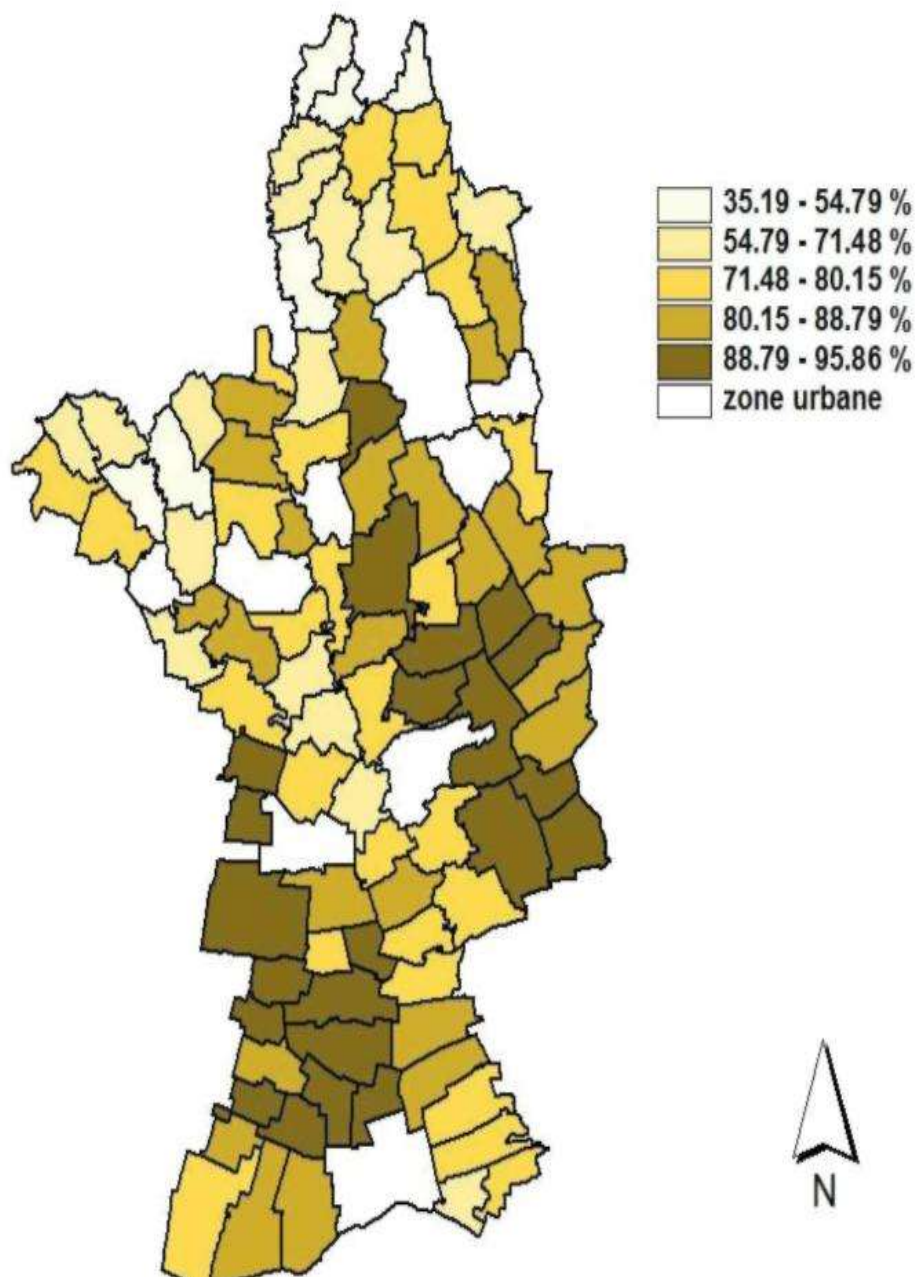 35.19 - 54.79 %
54.79 - 71.48 %
71.48 - 80.15 %
80.15 - 88.79 %
88.79 - 95.86 %
zone urbane
N